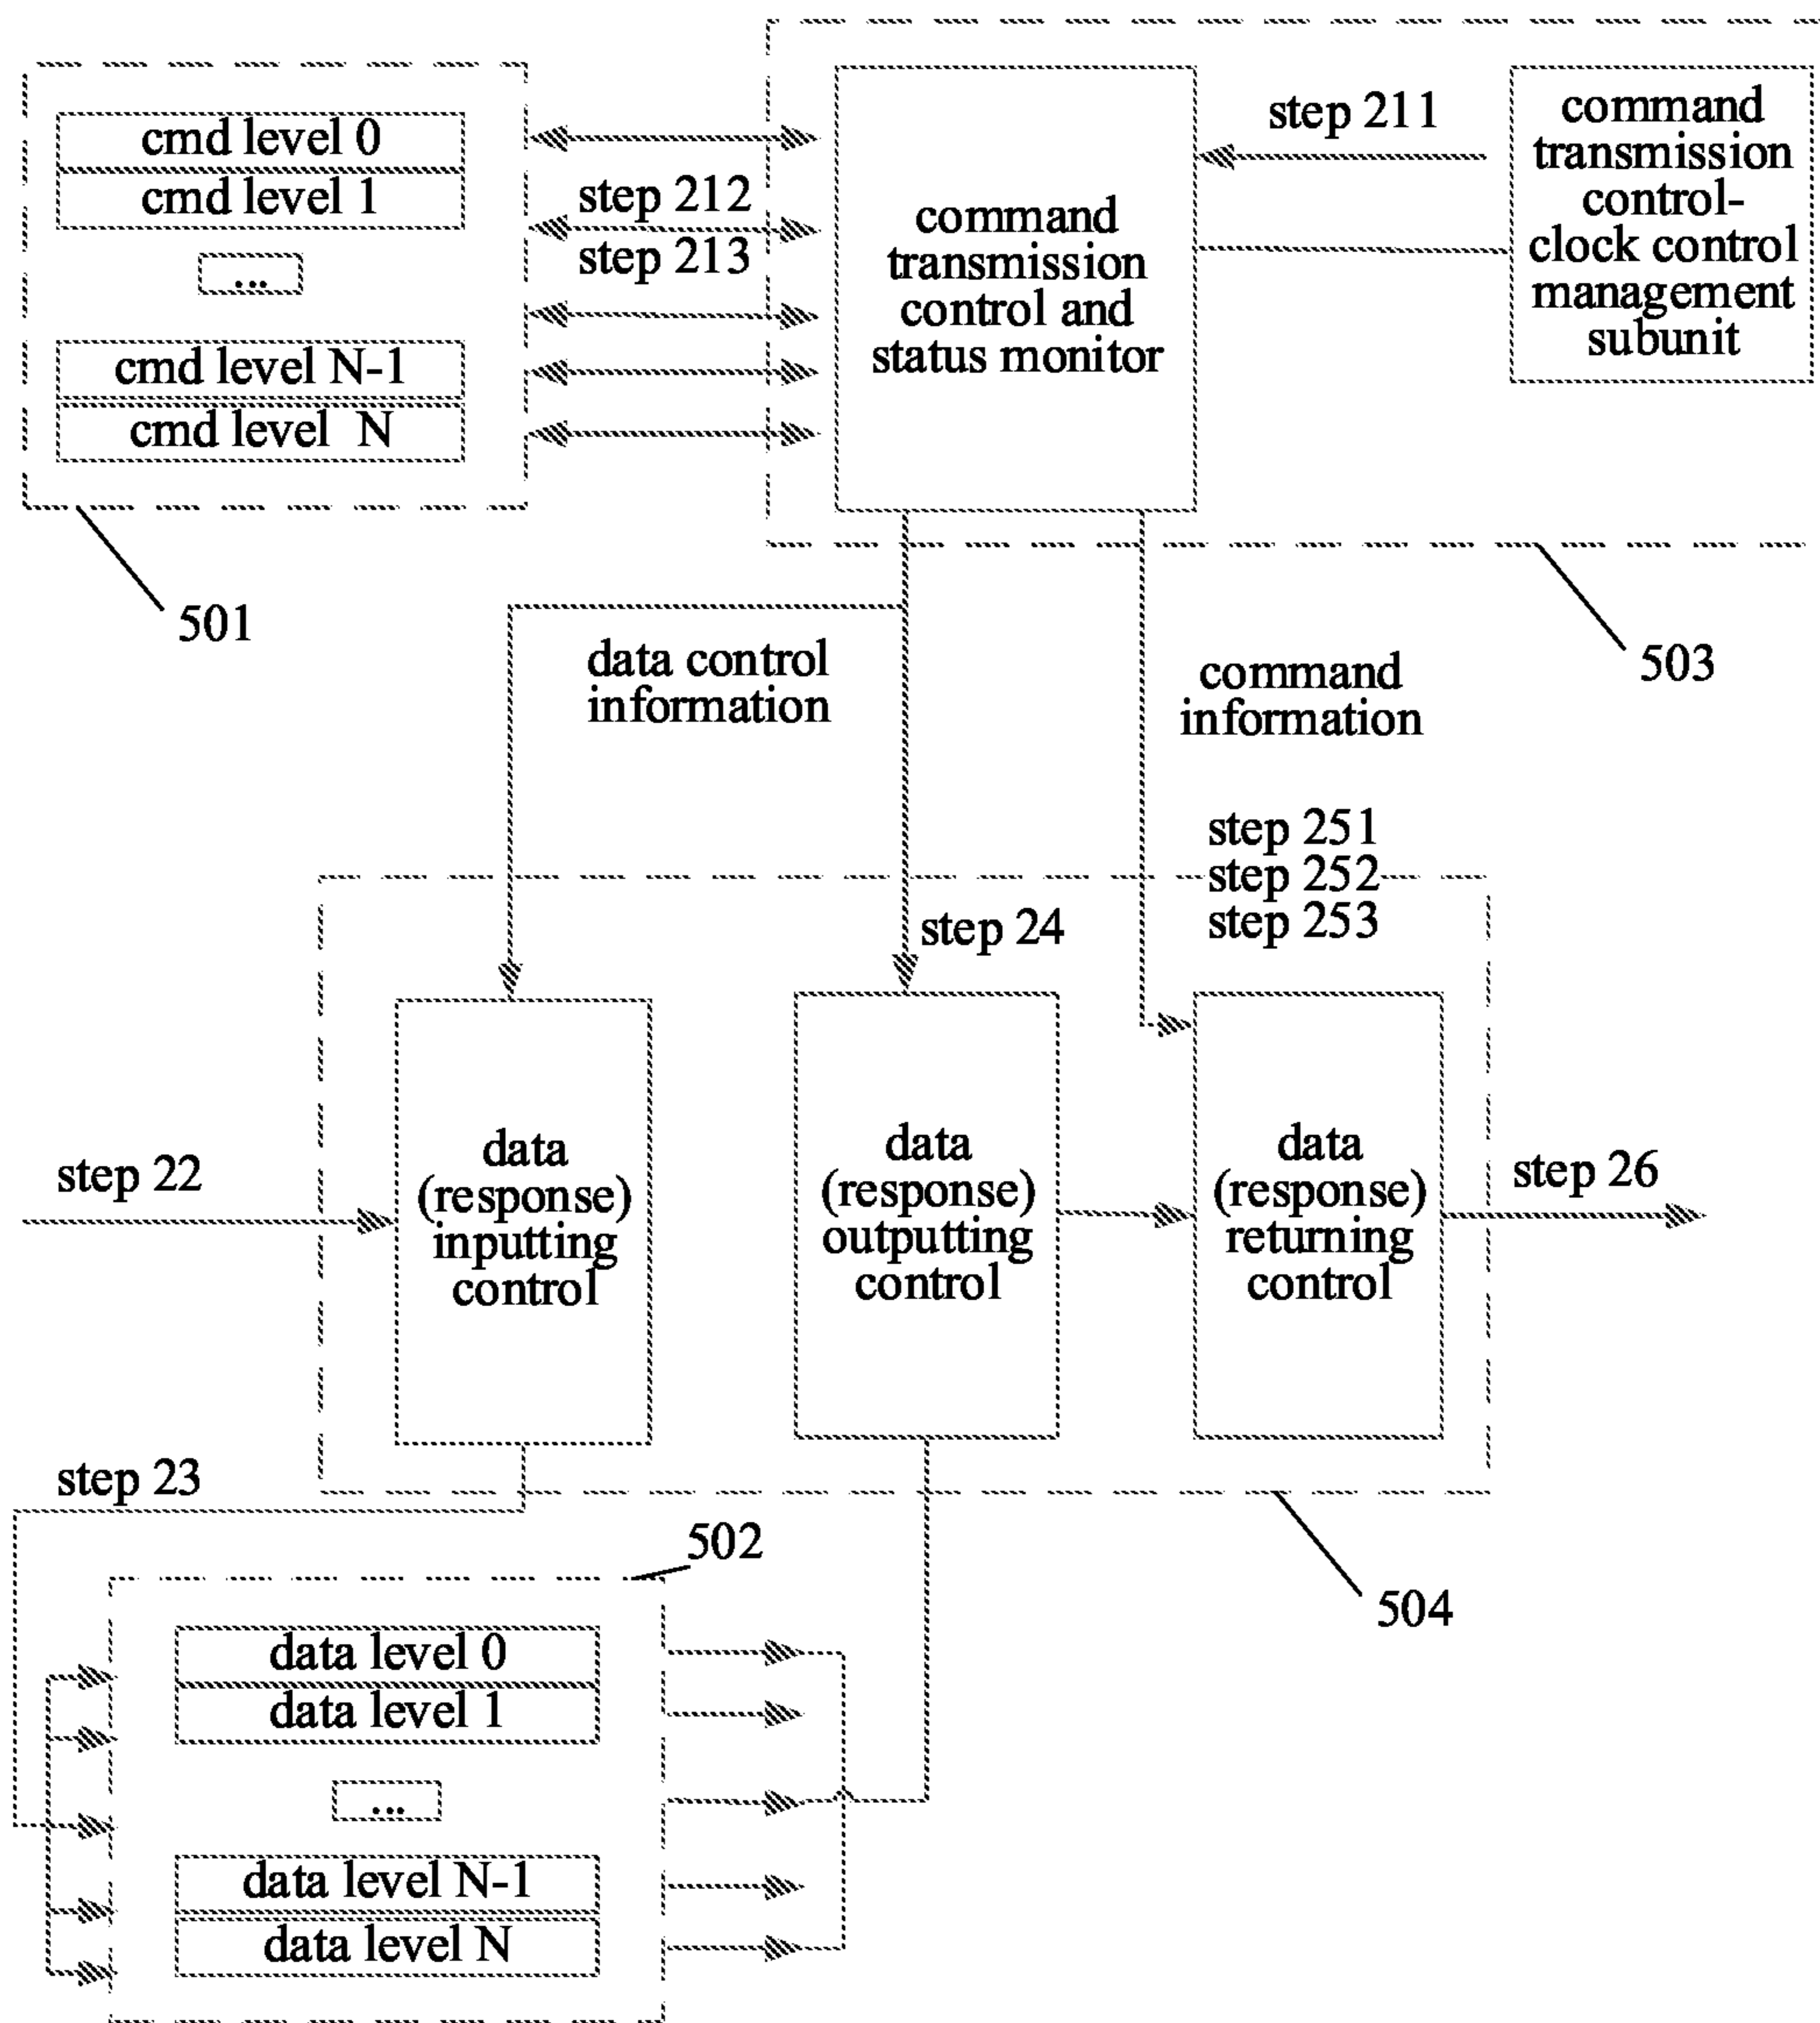 cmd level 0
cmd level 1
...
cmd level N-1
cmd level N
501
step 212
step 213
command
transmission
control and
status monitor
step 211
command
transmission
control-
clock control
management
subunit
503
data control
information
command
information
step 251
step 252
step 253
step 24
step 22
data
(response)
inputting
control
data
(response)
outputting
control
data
(response)
returning
control
step 26
step 23
502
504
data level 0
data level 1
...
data level N-1
data level N